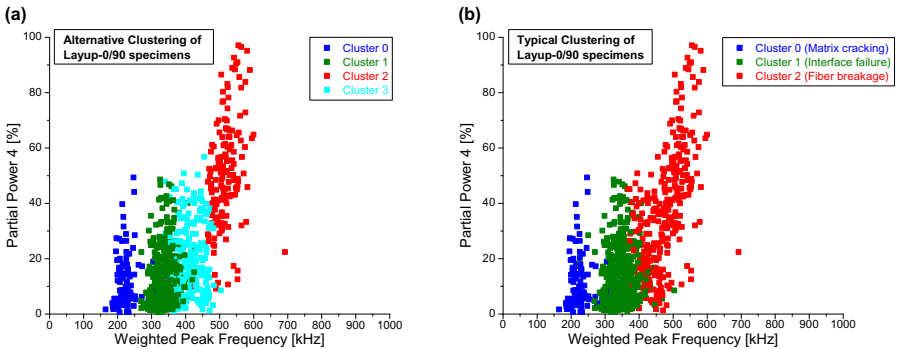 (a)
Alternative Clustering of
Layup-0/90 specimens
Cluster 0
Cluster 1
Cluster 2
Cluster 3
Partial Power 4 [%]
100
80
60
40
20
0
0 100 200 300 400 500 600 700 800 900 1000
Weighted Peak Frequency [kHz]
(b)
Typical Clustering of
Layup-0/90 specimens
Cluster 0 (Matrix cracking)
Cluster 1 (Interface failure)
Cluster 2 (Fiber breakage)
Partial Power 4 [%]
100
80
60
40
20
0
0 100 200 300 400 500 600 700 800 900 1000
Weighted Peak Frequency [kHz]